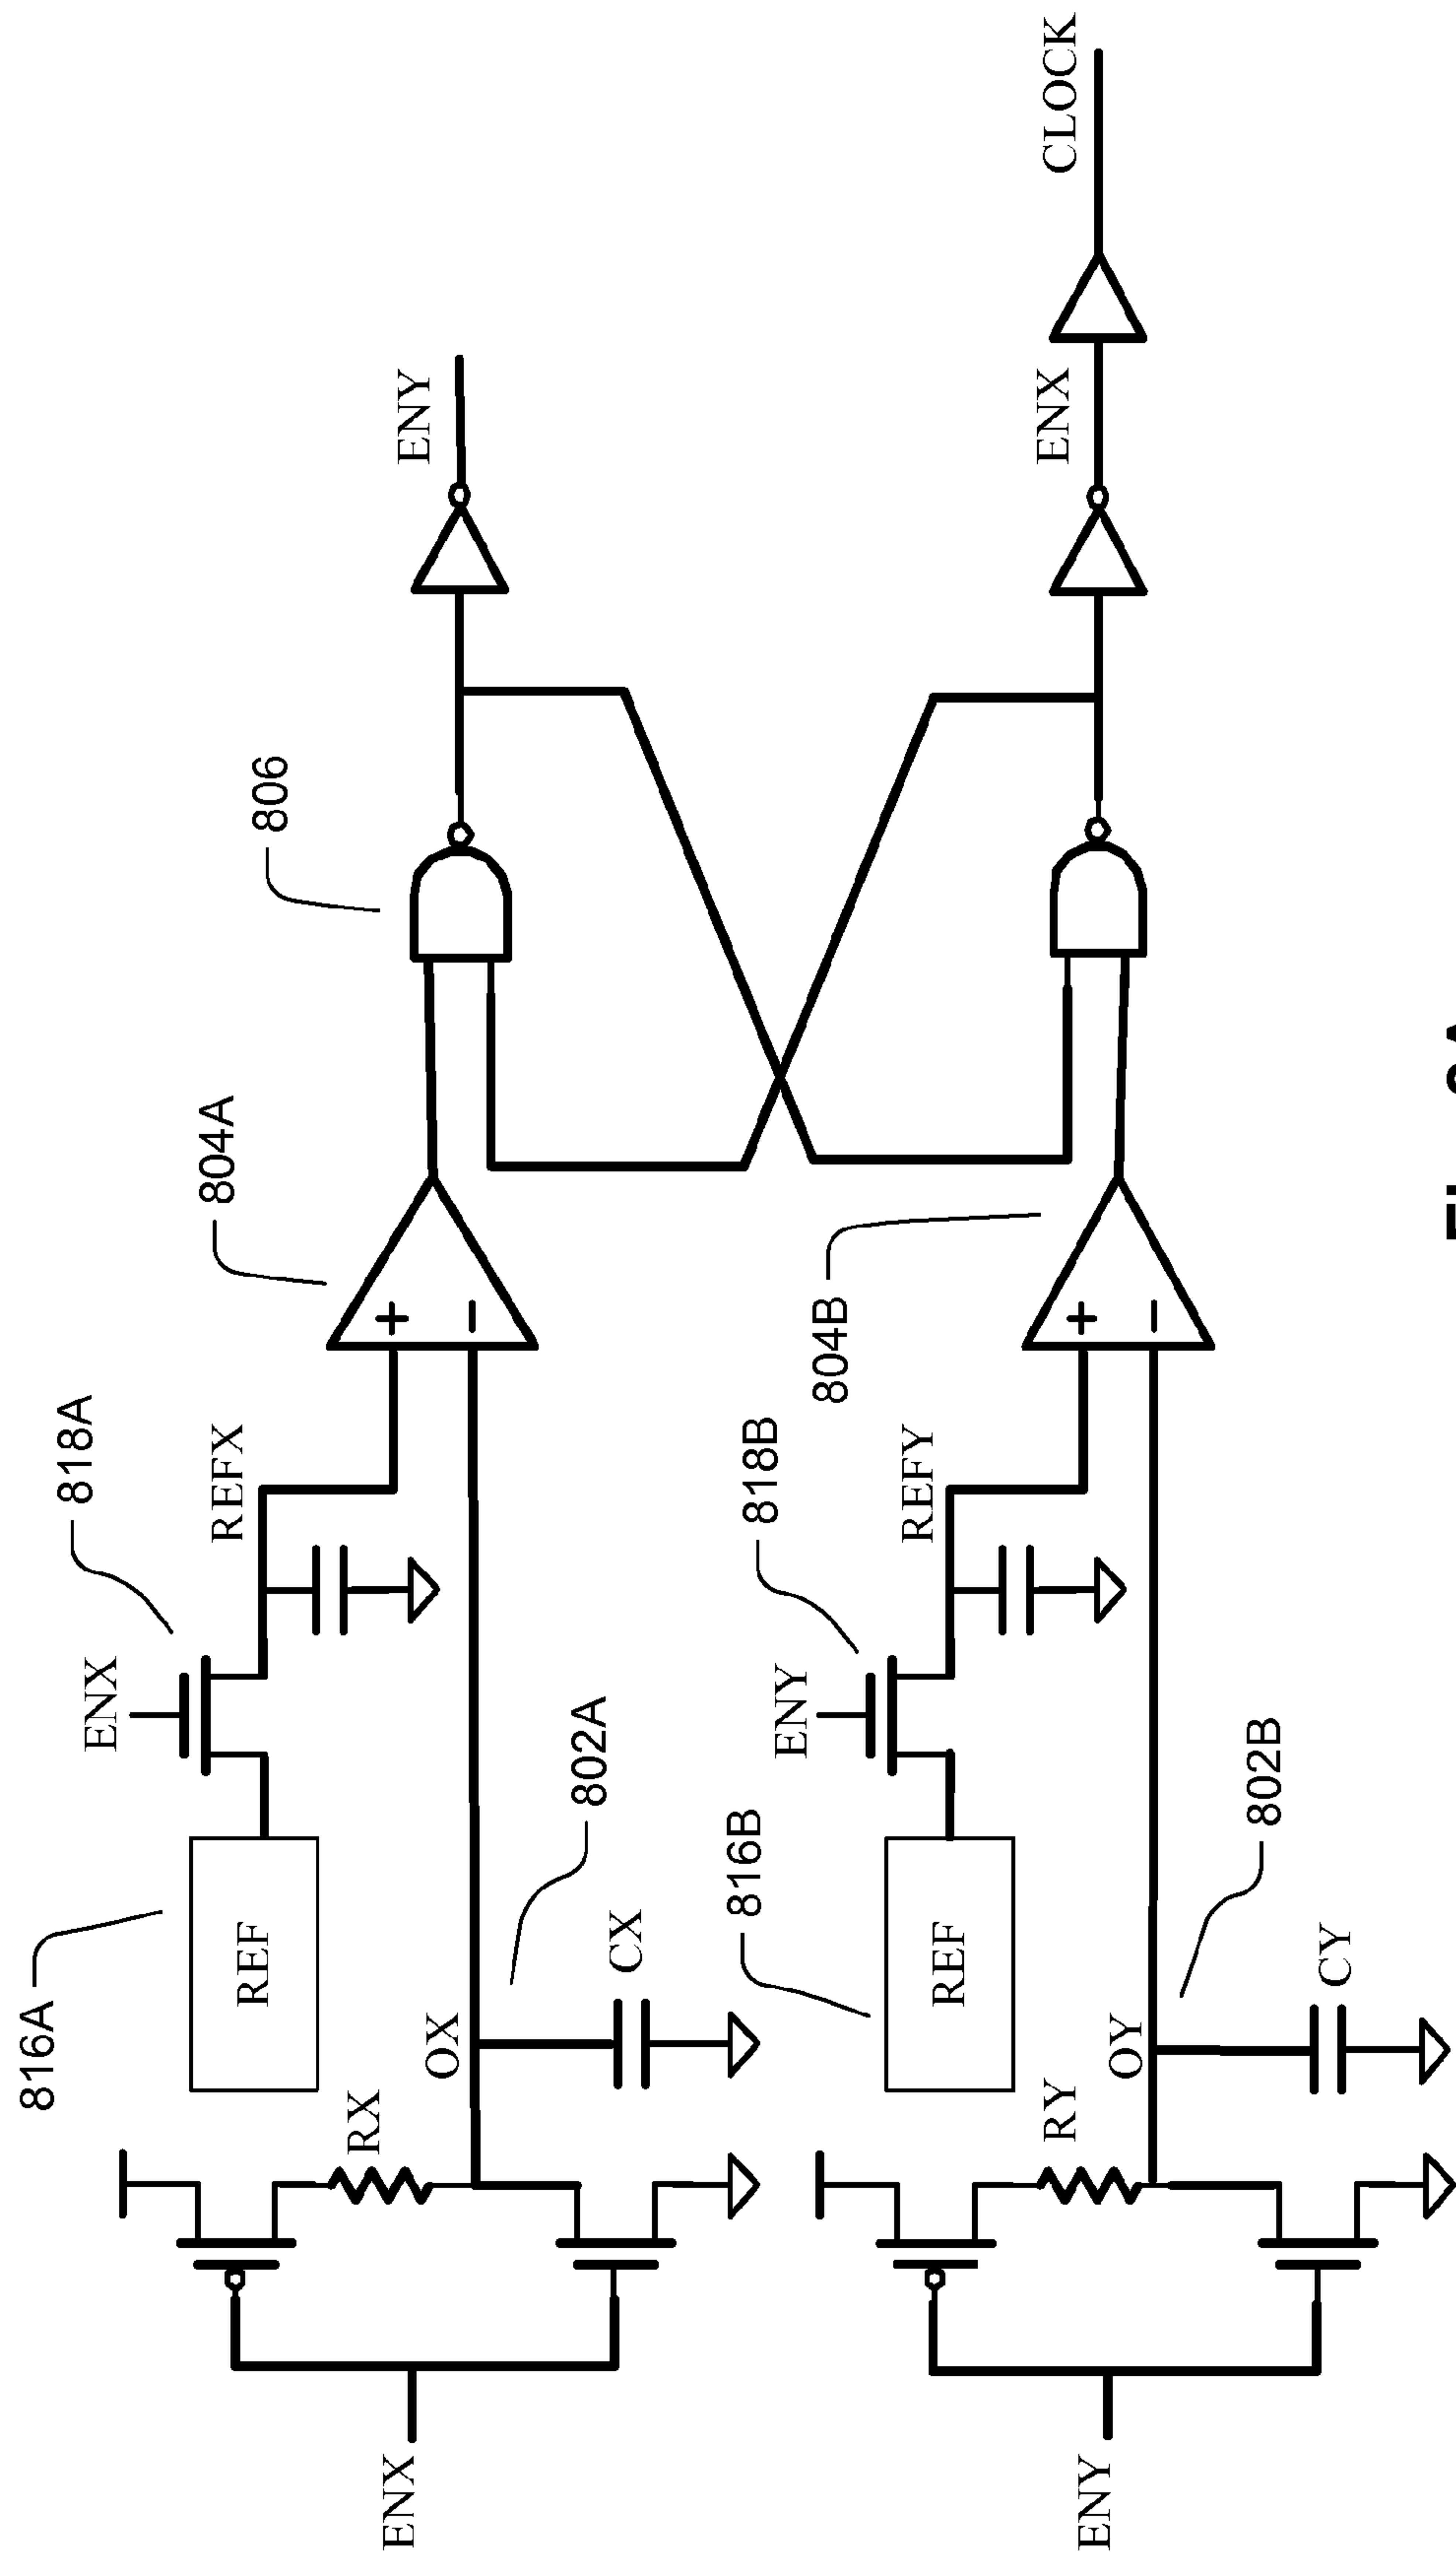 816A
818A
ENX
REF
REFX
804A
806
ENY
RX
OX
CX
802A
ENX
816B
818B
ENY
REF
REFY
804B
ENX
CLOCK
RY
OY
CY
802B
ENY